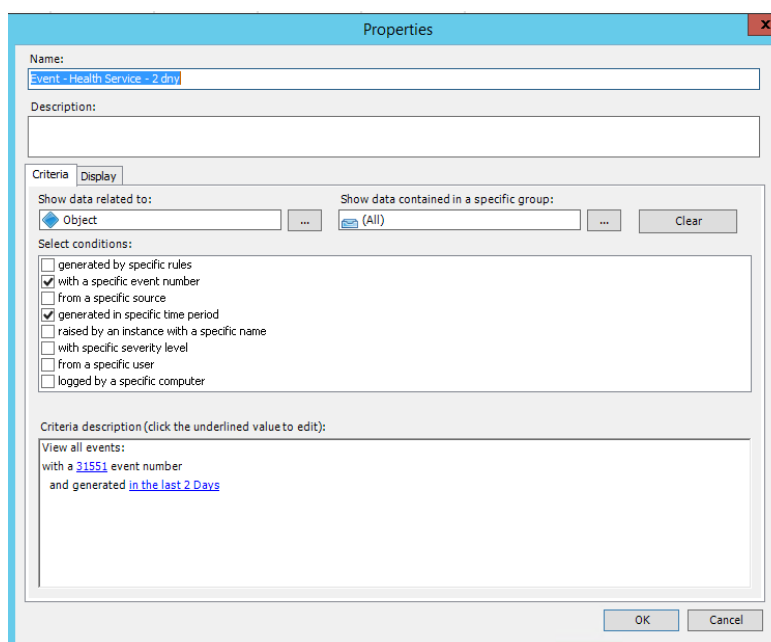 Properties
x
Name:
Event - Health Service - 2 dny
Description:
Criteria Display
Show data related to: Show data contained in a specific group:
Object ... (All) ... Clear
Select conditions:
generated by specific rules
with a specific event number
from a specific source
generated in specific time period
raised by an instance with a specific name
with specific severity level
from a specific user
logged by a specific computer
Criteria description (click the underlined value to edit):
View all events:
with a 31551 event number
and generated in the last 2 Days
OK Cancel